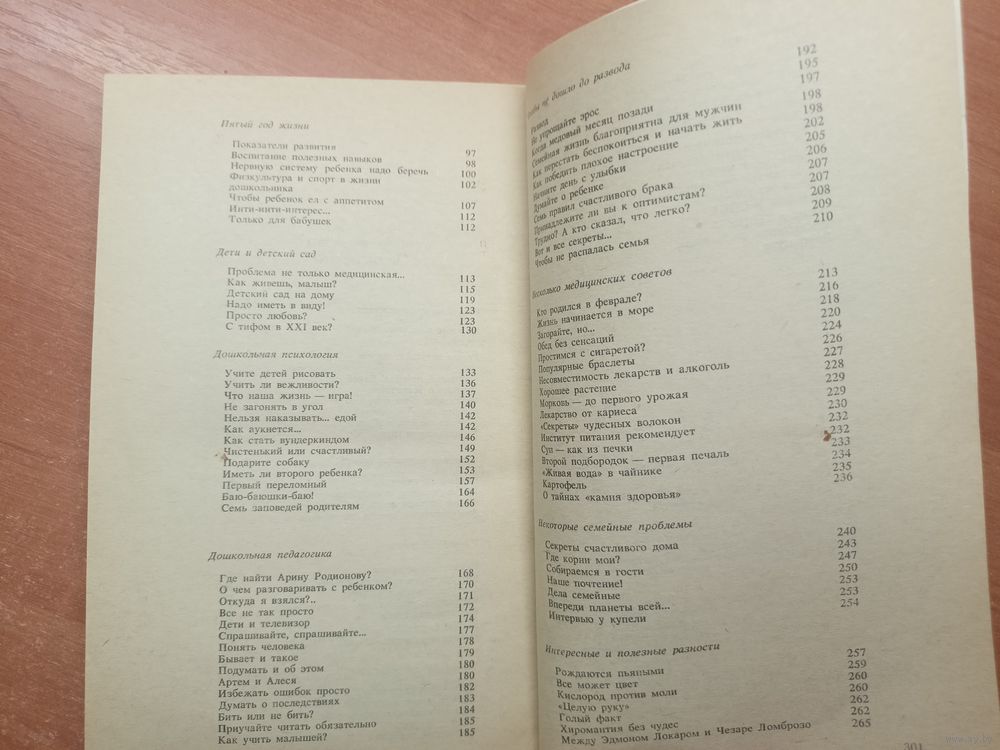 Пятый год жизни
Показатели развития 97
Воспитание полезных навыков 98
Нервную систему ребенка надо беречь 100
Физкультура и спорт в жизни
дошкольника 102
Чтобы ребенок ел с аппетитом 107
Инти-инти-интерес... 112
Только для бабушек 112
Дети и детский сад
Проблема не только медицинская... 113
Как живешь, малыш? 115
Детский сад на дому 119
Надо иметь в виду! 123
Просто любовь? 123
С тифом в XXI век? 130
Дошкольная психология
Учите детей рисовать 133
Учить ли вежливости? 136
Что наша жизнь — игра! 137
Не загонять в угол 140
Нельзя наказывать... едой 142
Как аукнется... 142
Как стать вундеркиндом 146
Чистенький или счастливый? 149
Подарите собаку 152
Иметь ли второго ребенка? 153
Первый переломный 157
Баю-баюшки-баю! 164
Семь заповедей родителям 166
Дошкольная педагогика
Где найти Арину Родионову? 168
О чем разговаривать с ребенком? 170
Откуда я взялся?.. 171
Все не так просто 172
Дети и телевизор 174
Спрашивайте, спрашивайте... 177
Понять человека 178
Бывает и такое 179
Подумать и об этом 180
Артем и Алеся 180
Избежать ошибок просто 182
Думать о последствиях 183
Бить или не бить? 184
Приучайте читать обязательно 185
Как учить малышей? 185
не дошло до развода
Развод 192
Не упрощайте эрос 195
Когда медовый месяц позади 197
Семейная жизнь благоприятна для мужчин 198
Как перестать беспокоиться и начать жить 198
Как победить плохое настроение 202
Начните день с улыбки 205
Думайте о ребенке 206
Семь правил счастливого брака 207
Принадлежите ли вы к оптимистам? 207
Трудно? А кто сказал, что легко? 208
Вот и все секреты... 209
Чтобы не распалась семья 210
Несколько медицинских советов
Кто родился в феврале? 213
Жизнь начинается в море 216
Загорайте, но... 218
Обед без сенсаций 220
Простимся с сигаретой? 224
Популярные браслеты 226
Несовместимость лекарств и алкоголь 227
Хорошее растение 228
Морковь — до первого урожая 229
Лекарство от кариеса 229
«Секреты» чудесных волокон 230
Институт питания рекомендует 232
Суп — как из печки 232
Второй подбородок — первая печаль 233
«Живая вода» в чайнике 234
Картофель 235
О тайнах «камня здоровья» 236
Некоторые семейные проблемы
Секреты счастливого дома 240
Где корни мои? 243
Собираемся в гости 247
Наше почтение! 250
Дела семейные 253
Впереди планеты всей... 253
Интервью у купели 254
Интересные и полезные разности
Рождаются пьяными 257
Все может цвет 259
Кислород против моли 260
«Целую руку» 260
Голый факт 262
Хиромантия без чудес 262
Между Эдмоном Локаром и Чезаре Ломброзо 265
301